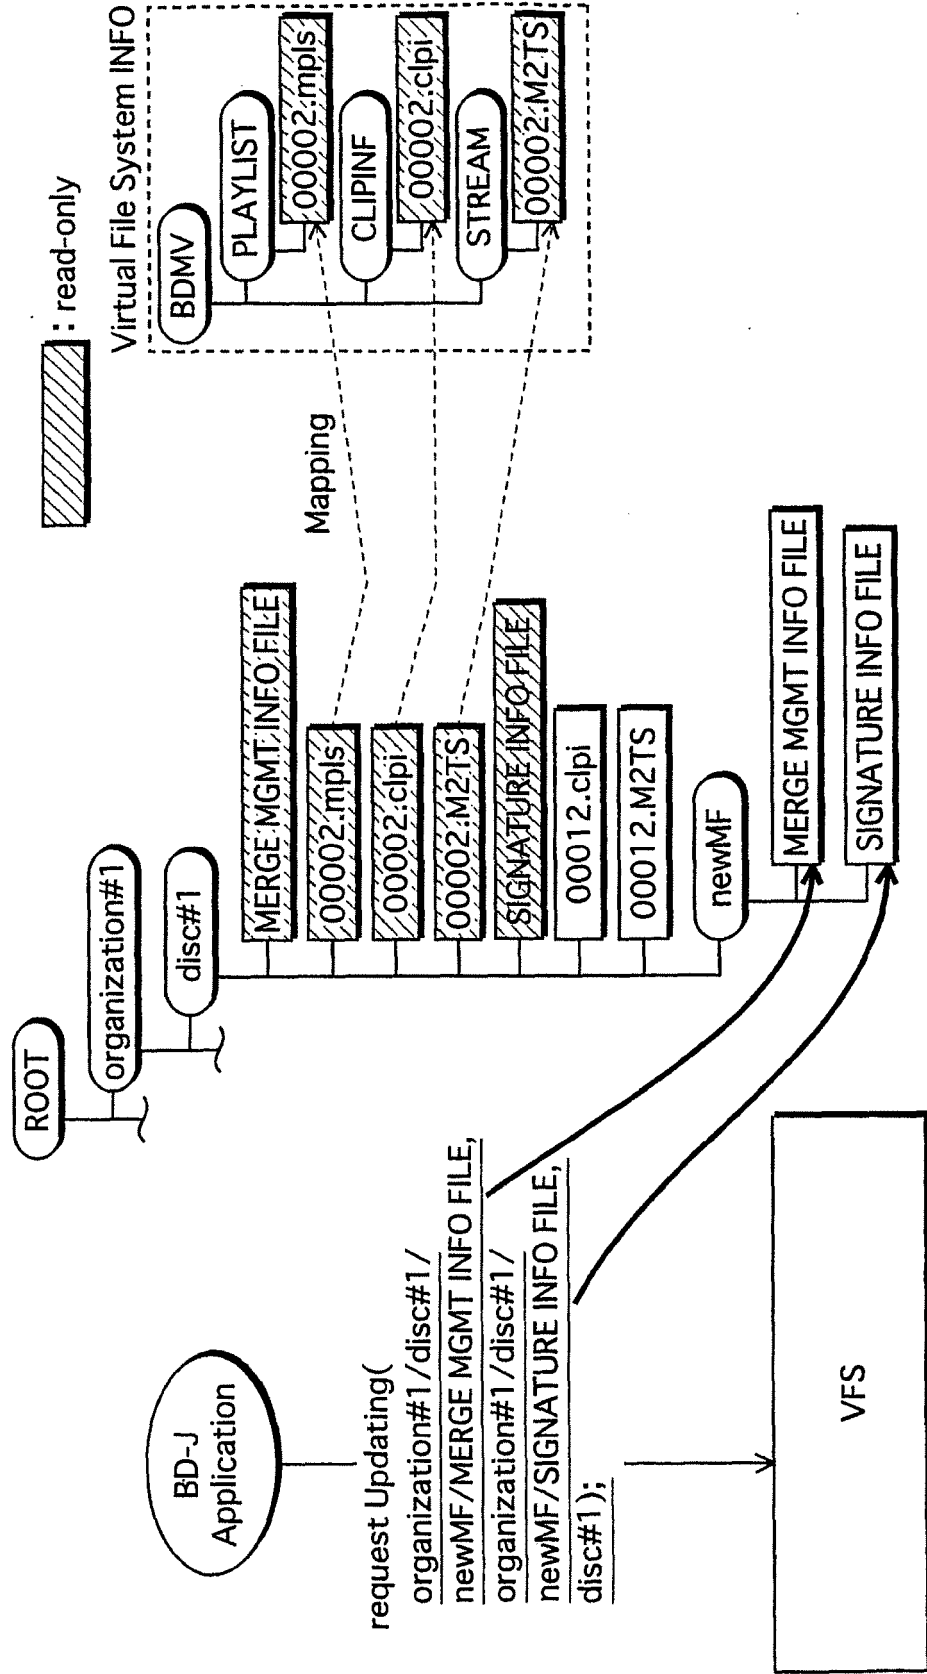 : read-only
Virtual File System INFO
BDMV
PLAYLIST
00002.mpls
CLIPINF
00002.clpi
STREAM
00002.M2TS
Mapping
ROOT
organization#1
disc#1
MERGE MGMT INFO FILE
00002.mpls
00002.clpi
00002.M2TS
SIGNATURE INFO FILE
00012.clpi
00012.M2TS
newMF
MERGE MGMT INFO FILE
SIGNATURE INFO FILE
BD-J
Application
request Updating(
organization#1/disc#1/
newMF/MERGE MGMT INFO FILE,
organization#1/disc#1/
newMF/SIGNATURE INFO FILE,
disc#1);
VFS